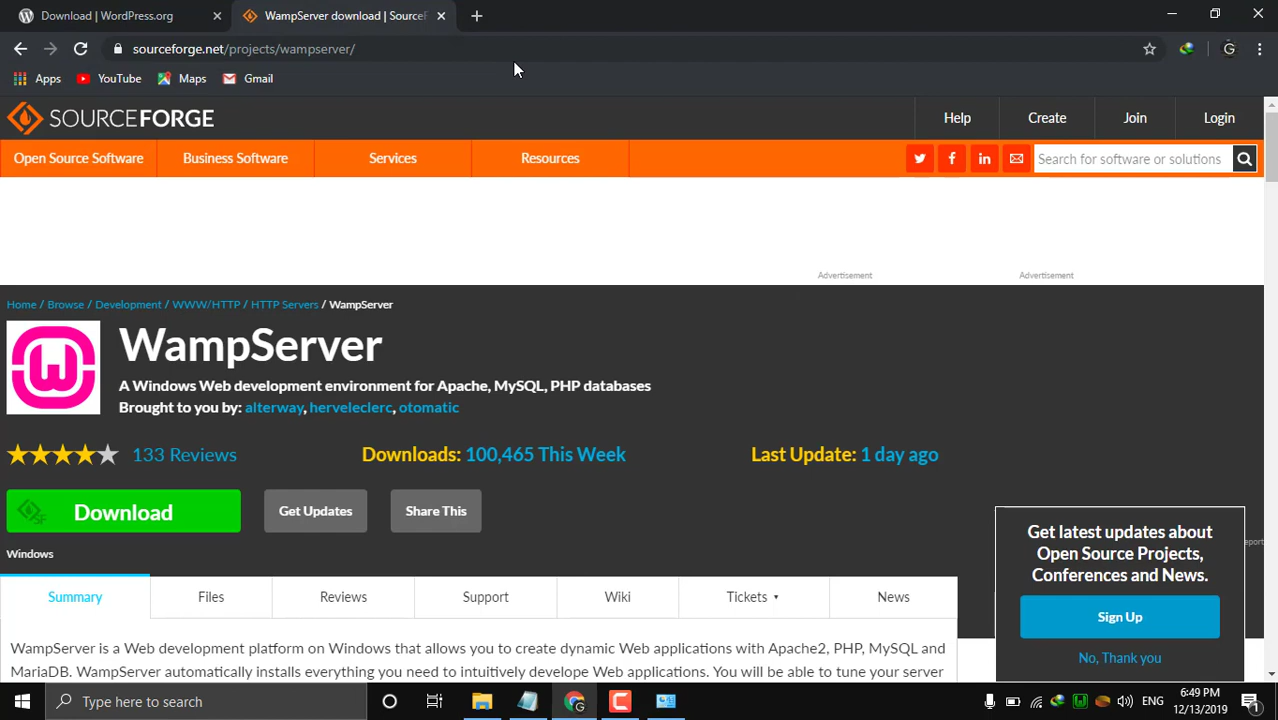 Download | WordPress.org
WampServer download | SourceF
sourceforge.net/projects/wampserver/
Apps YouTube Maps Gmail
SOURCEFORGE
Help Create Join Login
Open Source Software Business Software Services Resources
Search for software or solutions
Advertisement Advertisement
Home / Browse / Development / WWW/HTTP / HTTP Servers / WampServer
WampServer
A Windows Web development environment for Apache, MySQL, PHP databases
Brought to you by: alterway, herveleclerc, otomatic
133 Reviews
Downloads: 100,465 This Week
Last Update: 1 day ago
Download Get Updates Share This
Windows
Get latest updates about
Open Source Projects,
Conferences and News.
Sign Up
No, Thank you
eport
Summary Files Reviews Support Wiki Tickets ▾ News
WampServer is a Web development platform on Windows that allows you to create dynamic Web applications with Apache2, PHP, MySQL and
MariaDB. WampServer automatically installs everything you need to intuitively develope Web applications. You will be able to tune your server
Type here to search
ENG
6:49 PM
12/13/2019
1